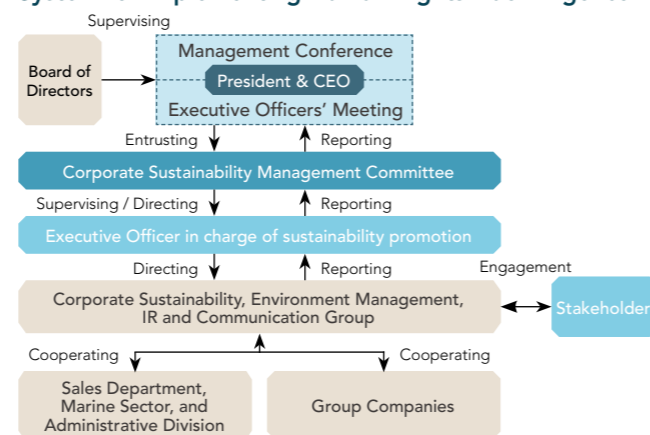 Supervising
Board of
Directors
Management Conference
President & CEO
Executive Officers' Meeting
Entrusting
Reporting
Corporate Sustainability Management Committee
Supervising / Directing
Reporting
Executive Officer in charge of sustainability promotion
Directing
Reporting
Engagement
Corporate Sustainability, Environment Management,
IR and Communication Group
Stakeholder
Cooperating
Cooperating
Sales Department,
Marine Sector, and
Administrative Division
Group Companies